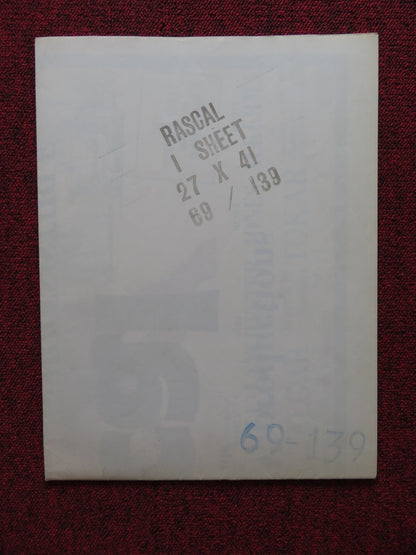 RASCAL
1 SHEET
27 X 41
69 / 139
69-139